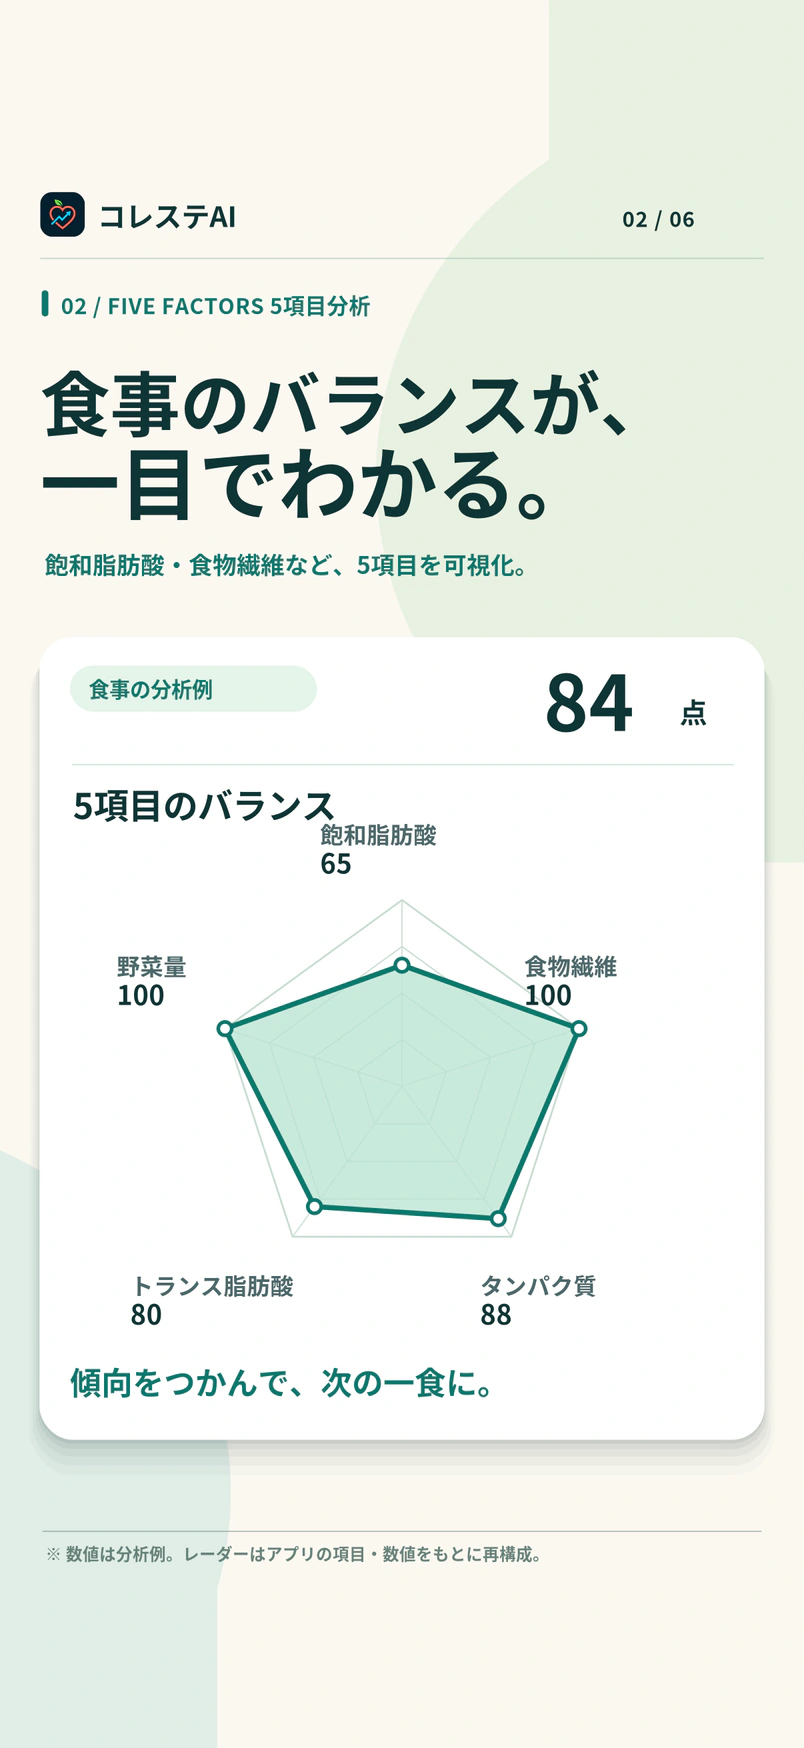 コレステAI
02 / 06
02 / FIVE FACTORS 5項目分析
食事のバランスが、
一目でわかる。
飽和脂肪酸・食物繊維など、5項目を可視化。
食事の分析例
84 点
5項目のバランス
飽和脂肪酸
65
野菜量
100
食物繊維
100
トランス脂肪酸
80
タンパク質
88
傾向をつかんで、次の一食に。
※ 数値は分析例。レーダーはアプリの項目・数値をもとに再構成。